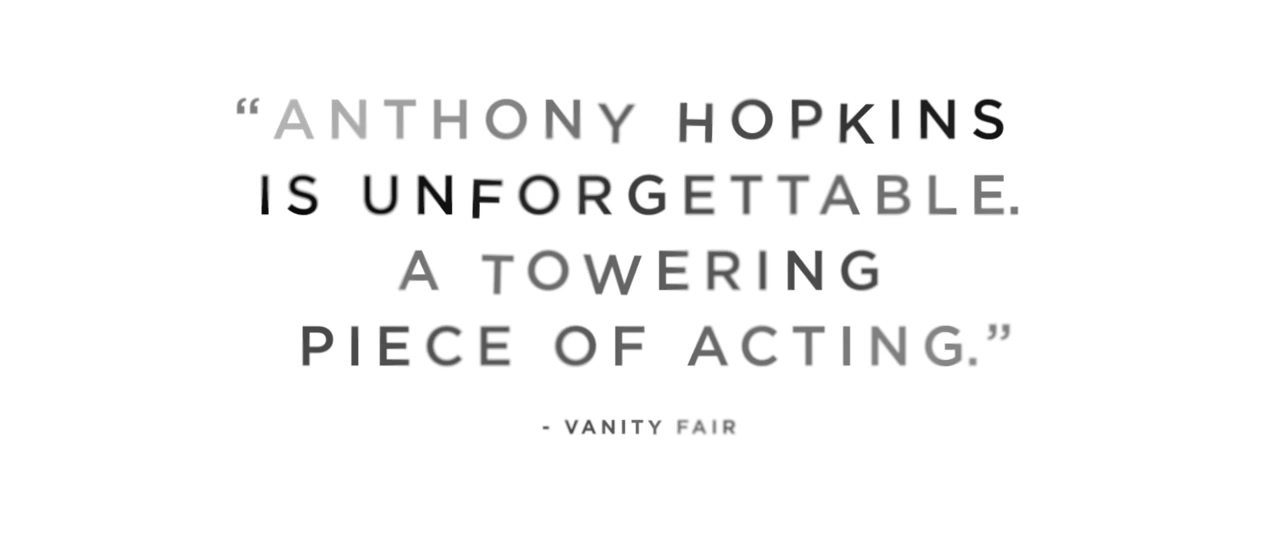 “ANTHONY HOPKINS
IS UNFORGETTABLE.
A TOWERING
PIECE OF ACTING.”
- VANITY FAIR